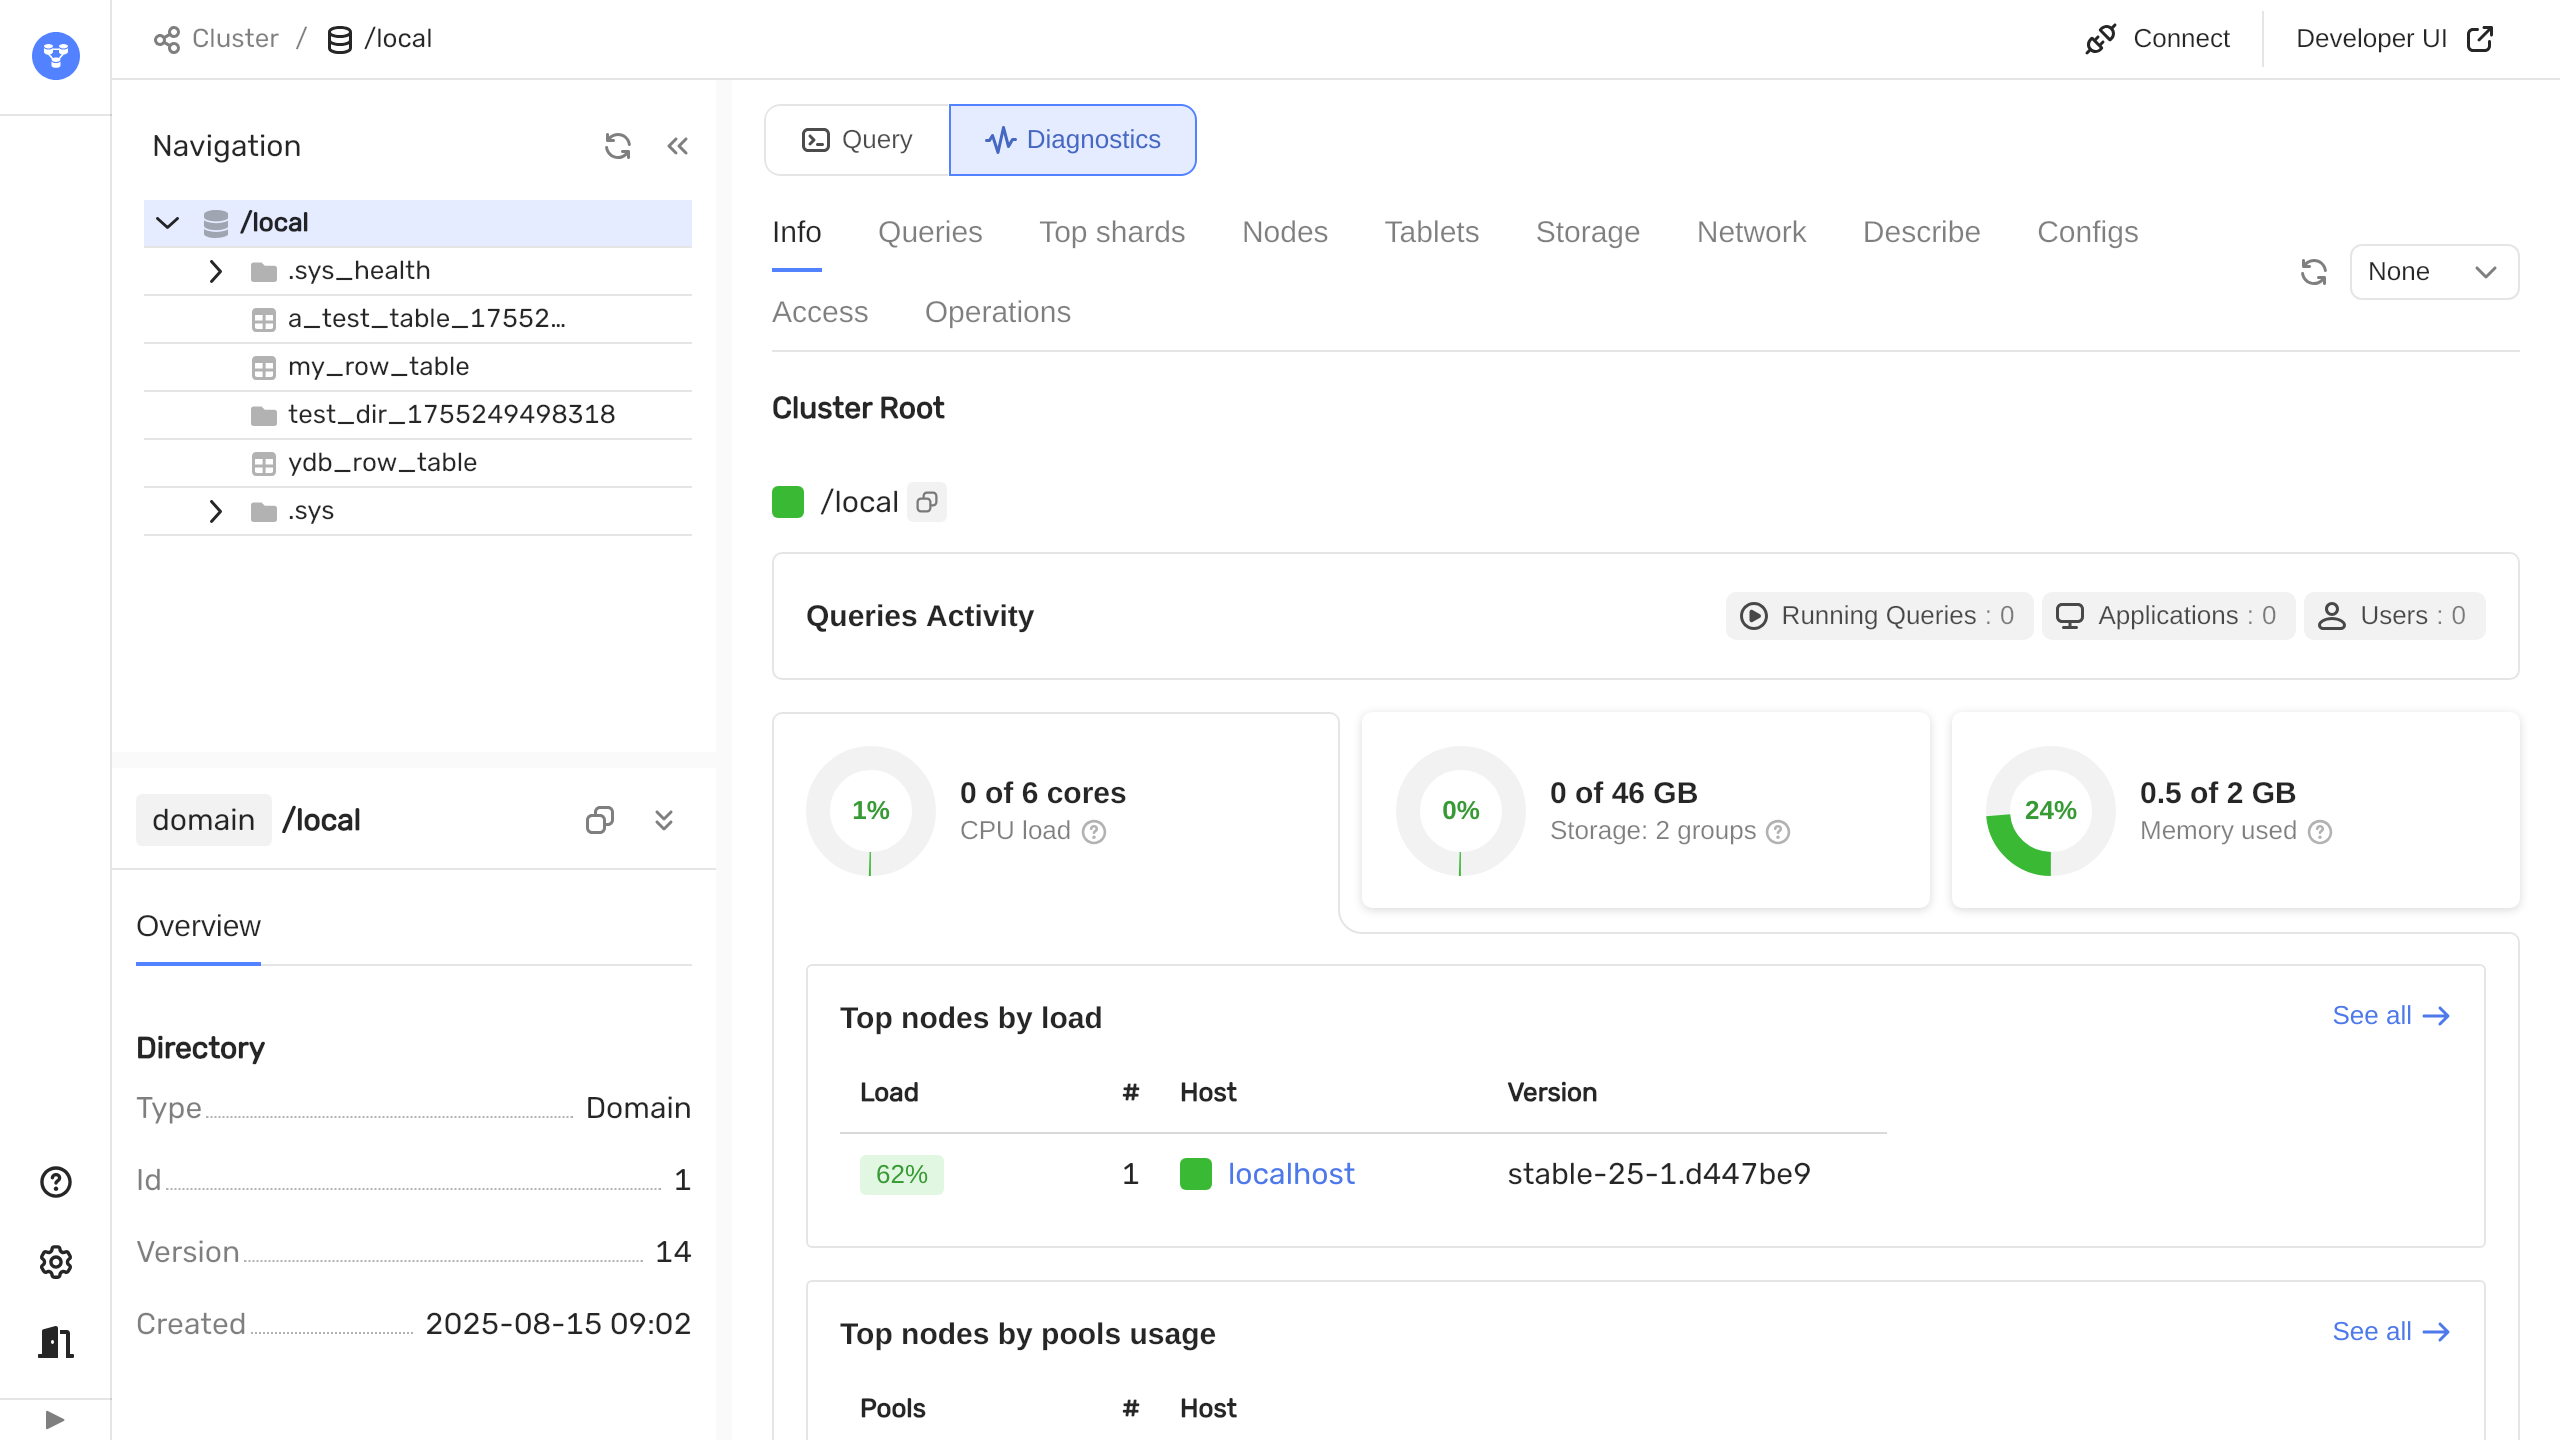 Cluster / /local
Connect
Developer UI
Navigation
/local
.sys_health
a_test_table_17552…
my_row_table
test_dir_1755249498318
ydb_row_table
.sys
domain /local
Overview
Directory
Type Domain
Id 1
Version 14
Created 2025-08-15 09:02
Query
Diagnostics
Info Queries Top shards Nodes Tablets Storage Network Describe Configs
Access Operations
None
Cluster Root
/local
Queries Activity
Running Queries : 0
Applications : 0
Users : 0
1%
0 of 6 cores
CPU load
0%
0 of 46 GB
Storage: 2 groups
24%
0.5 of 2 GB
Memory used
Top nodes by load
See all
Load # Host Version
62% 1 localhost stable-25-1.d447be9
Top nodes by pools usage
See all
Pools # Host